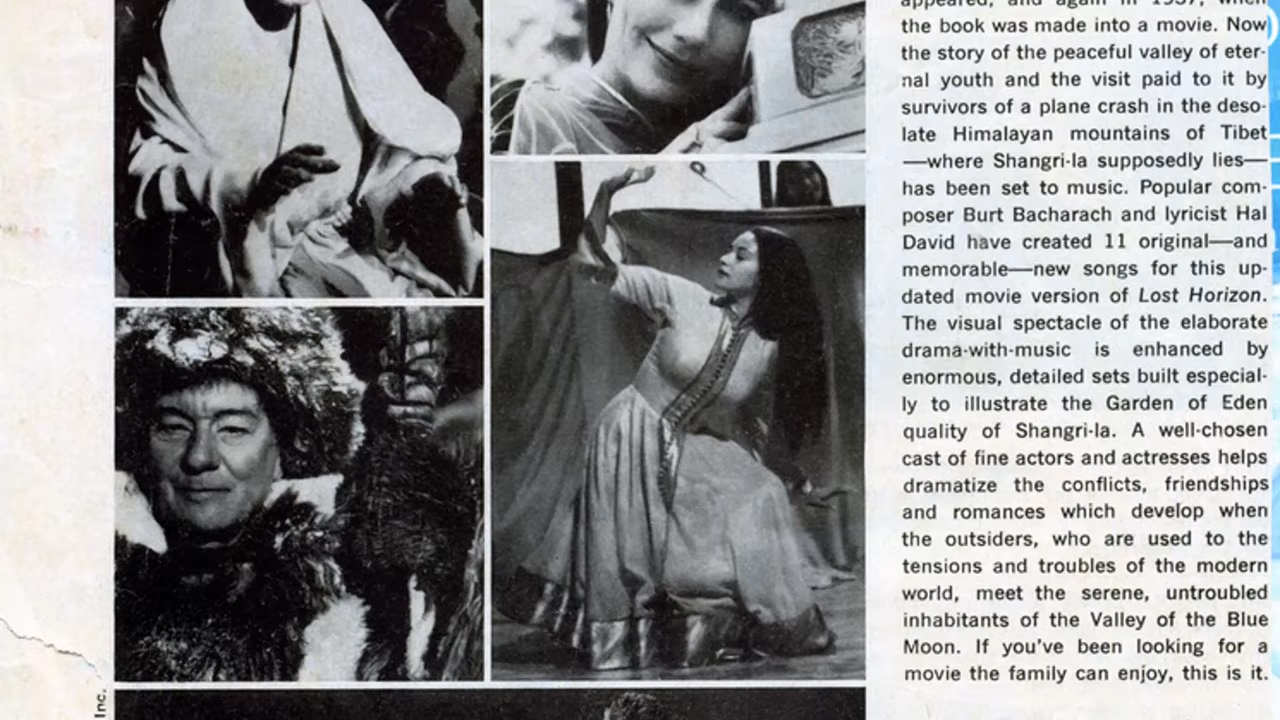 appeared, and again in 1937, when
the book was made into a movie. Now
the story of the peaceful valley of eter-
nal youth and the visit paid to it by
survivors of a plane crash in the deso-
late Himalayan mountains of Tibet
—where Shangri-la supposedly lies—
has been set to music. Popular com-
poser Burt Bacharach and lyricist Hal
David have created 11 original—and
memorable—new songs for this up-
dated movie version of Lost Horizon.
The visual spectacle of the elaborate
drama-with-music is enhanced by
enormous, detailed sets built especial-
ly to illustrate the Garden of Eden
quality of Shangri-la. A well-chosen
cast of fine actors and actresses helps
dramatize the conflicts, friendships
and romances which develop when
the outsiders, who are used to the
tensions and troubles of the modern
world, meet the serene, untroubled
inhabitants of the Valley of the Blue
Moon. If you've been looking for a
movie the family can enjoy, this is it.
Inc.